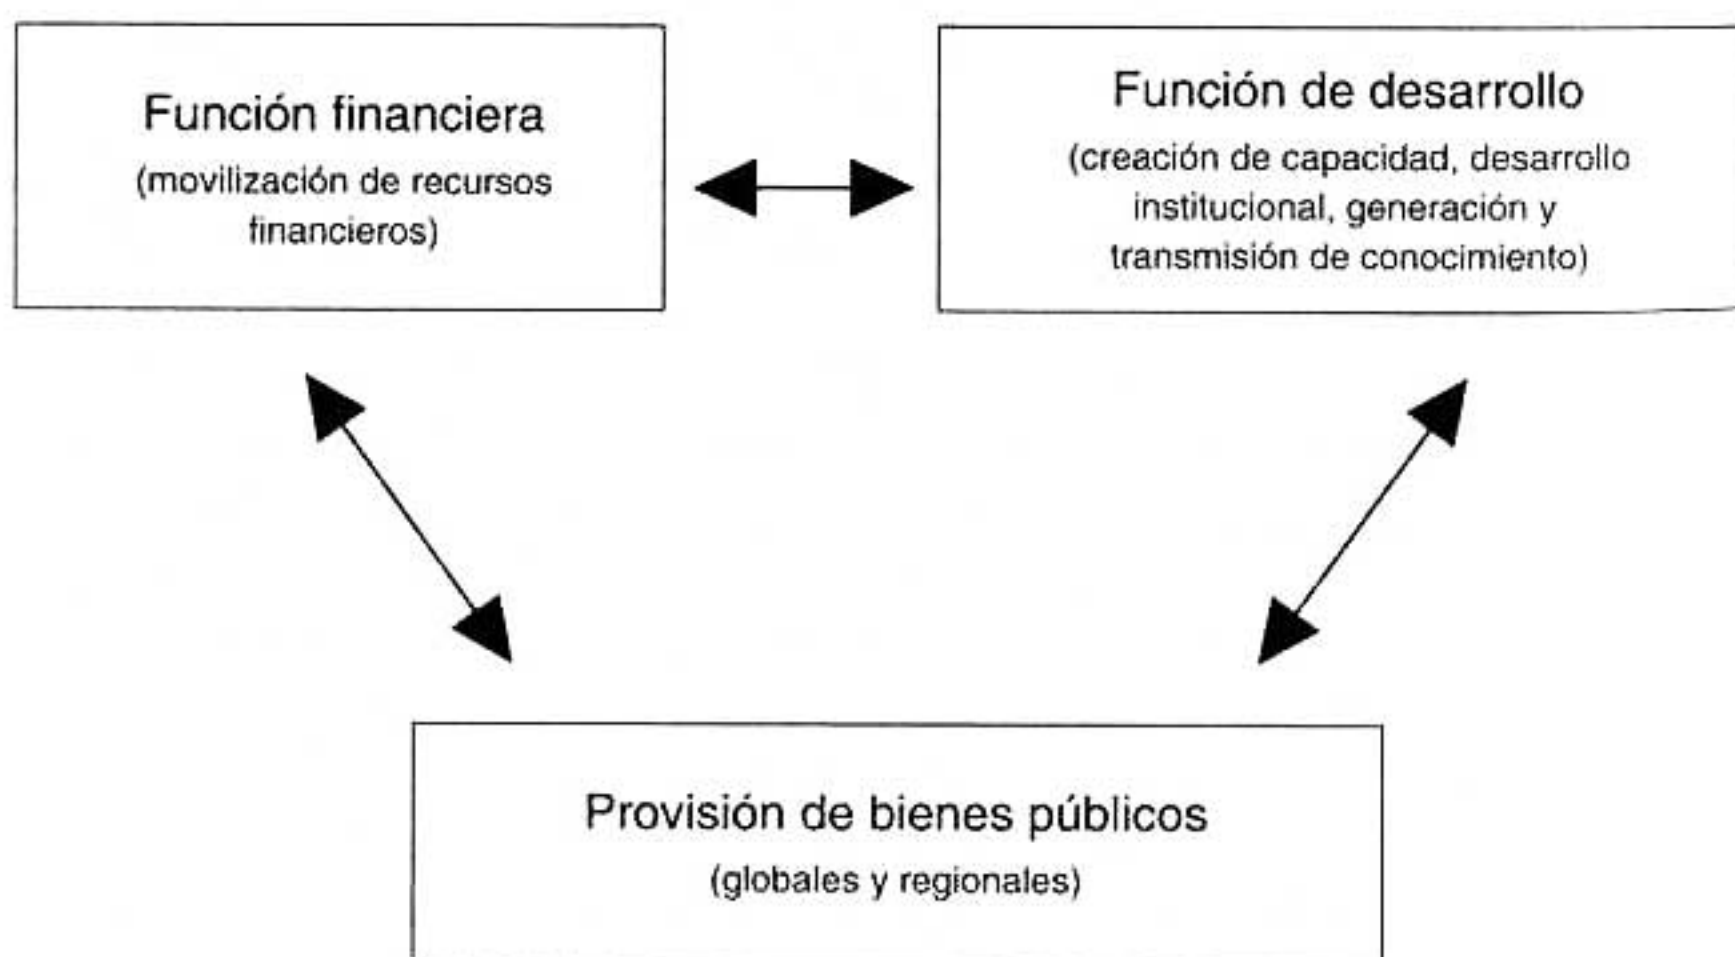 Función financiera
(movilización de recursos
financieros)
Función de desarrollo
(creación de capacidad, desarrollo
institucional, generación y
transmisión de conocimiento)
Provisión de bienes públicos
(globales y regionales)